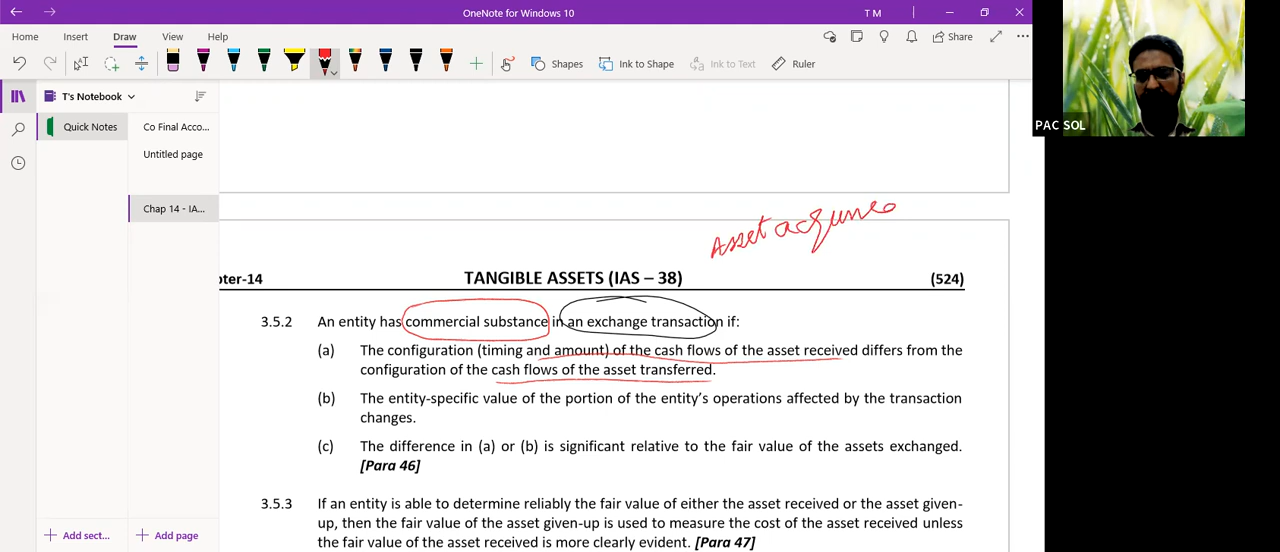 OneNote for Windows 10
T M
Home Insert Draw View Help
Share
Shapes
Ink to Shape
Ink to Text
Ruler
T's Notebook
Quick Notes
Co Final Acco...
Untitled page
Chap 14 - IA...
PAC SOL
Asset acquired
pter-14 TANGIBLE ASSETS (IAS – 38) (524)
3.5.2 An entity has commercial substance in an exchange transaction if:
(a) The configuration (timing and amount) of the cash flows of the asset received differs from the
configuration of the cash flows of the asset transferred.
(b) The entity-specific value of the portion of the entity's operations affected by the transaction
changes.
(c) The difference in (a) or (b) is significant relative to the fair value of the assets exchanged.
[Para 46]
3.5.3 If an entity is able to determine reliably the fair value of either the asset received or the asset given-
up, then the fair value of the asset given-up is used to measure the cost of the asset received unless
the fair value of the asset received is more clearly evident. [Para 47]
Add sect...
Add page